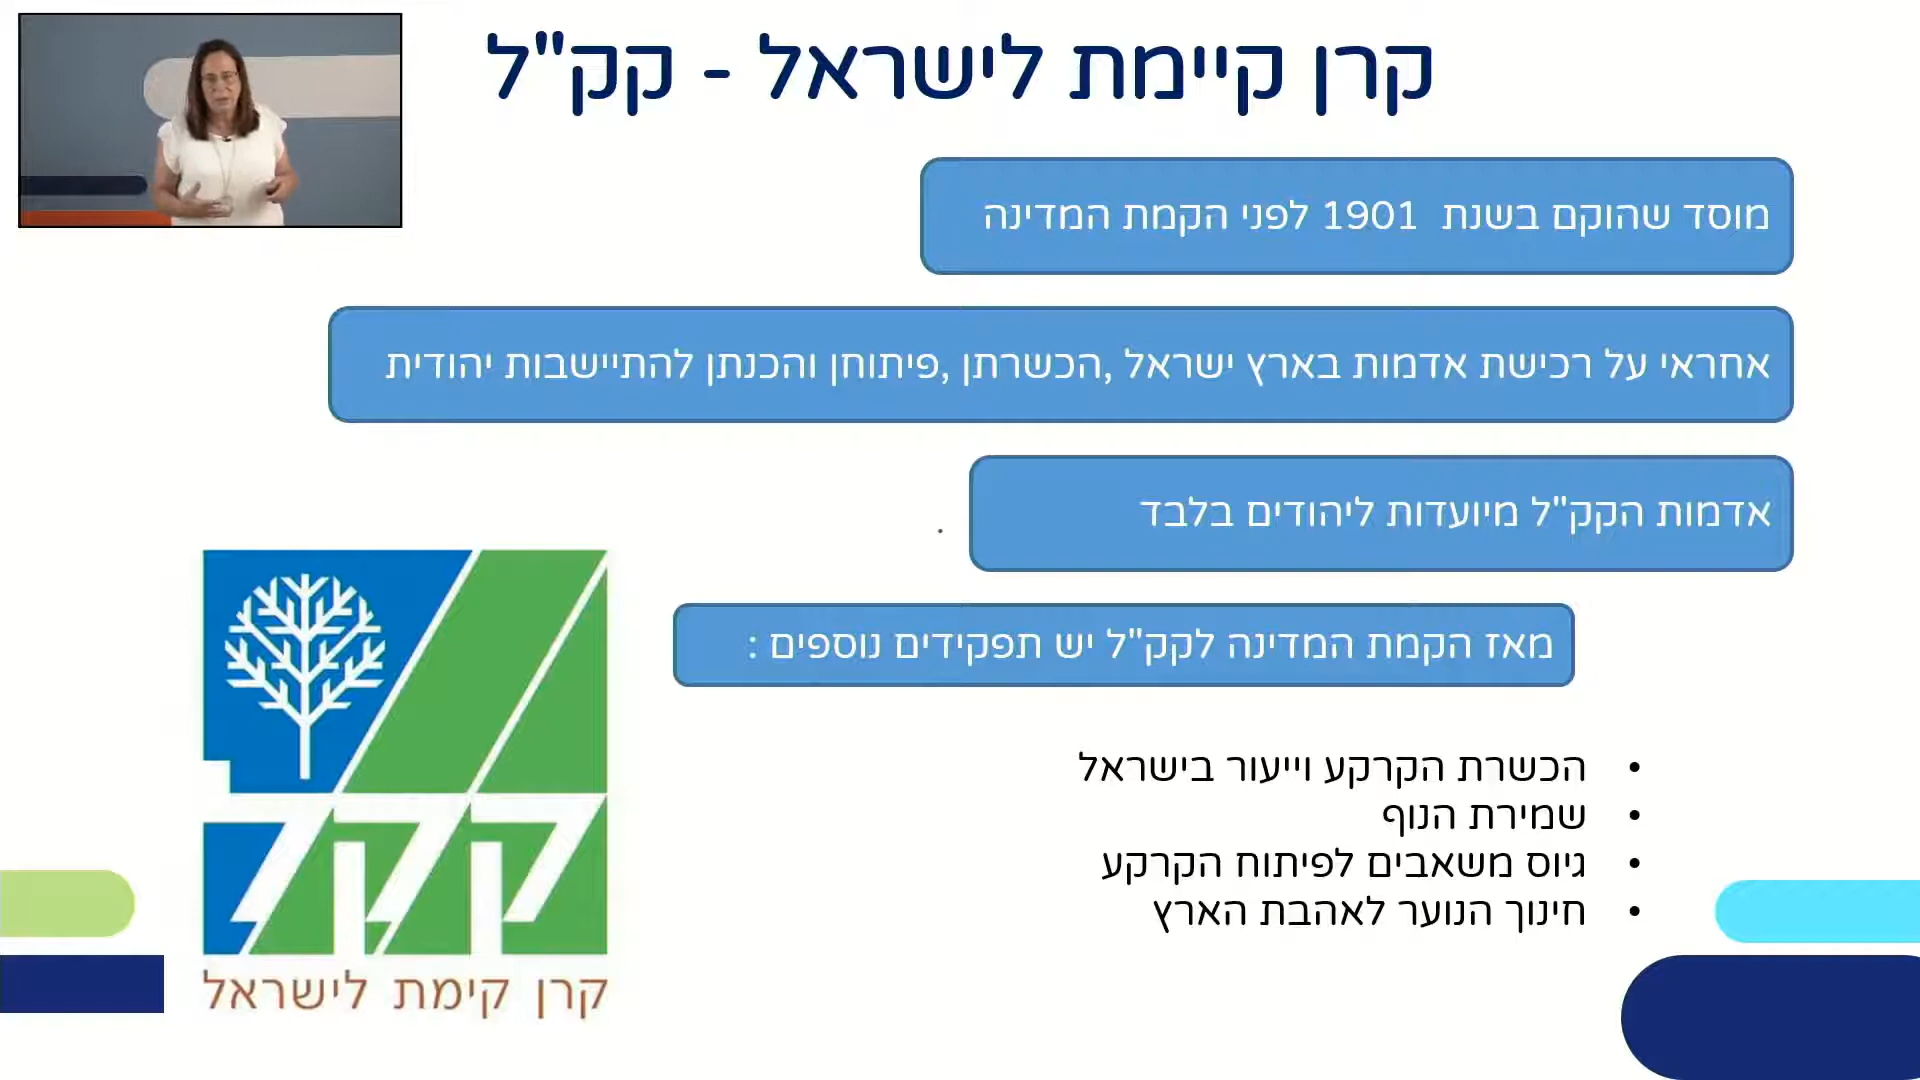 קרן קיימת לישראל - קק"ל
מוסד שהוקם בשנת 1901 לפני הקמת המדינה
אחראי על רכישת אדמות בארץ ישראל ,הכשרתן ,פיתוחן והכנתן להתיישבות יהודית
אדמות הקק"ל מיועדות ליהודים בלבד
.
מאז הקמת המדינה לקק"ל יש תפקידים נוספים :
• הכשרת הקרקע וייעור בישראל
• שמירת הנוף
• גיוס משאבים לפיתוח הקרקע
• חינוך הנוער לאהבת הארץ
קקל
קרן קימת לישראל